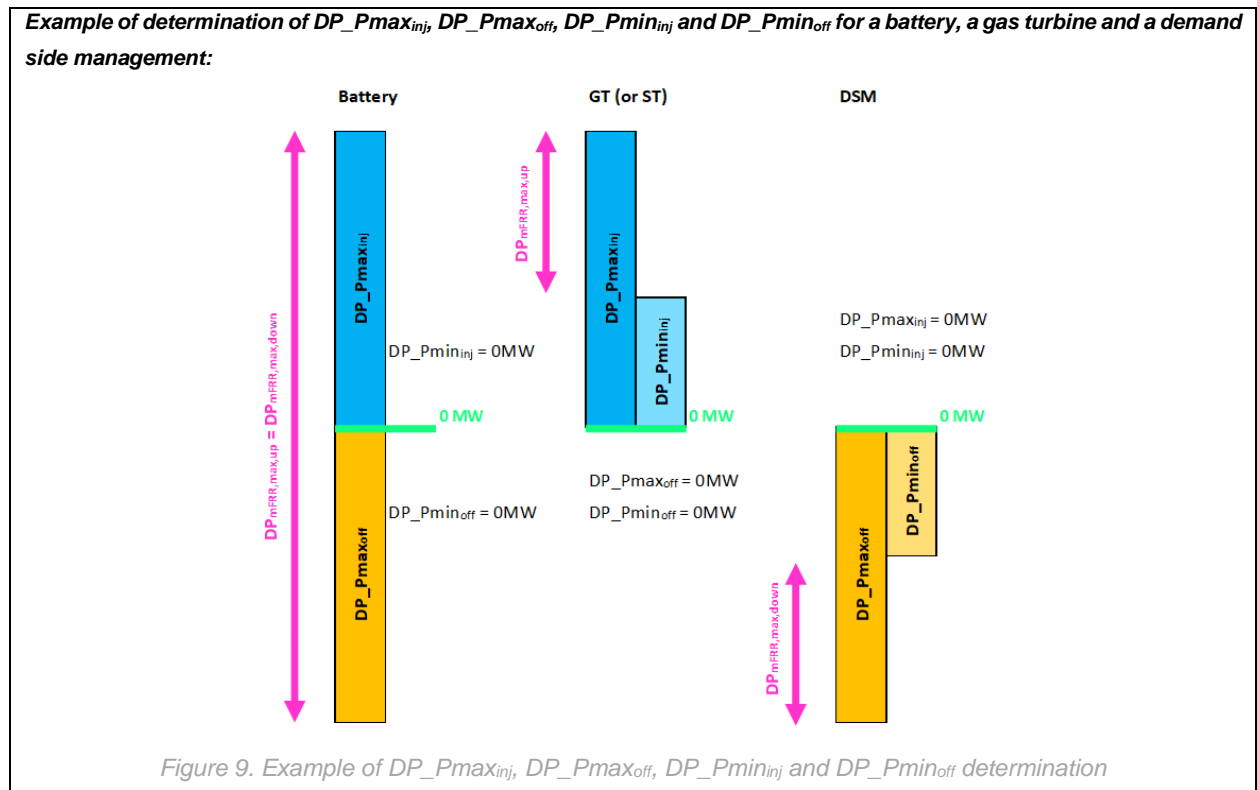 Example of determination of DP_Pmaxinj, DP_Pmaxoff, DP_Pmininj and DP_Pminoff for a battery, a gas turbine and a demand
side management:
Battery
GT (or ST)
DSM
DPmFRR,max,up = DPmFRR,max,down
DP_Pmaxinj
DP_Pmininj = 0MW
0 MW
DP_Pmaxoff
DP_Pminoff = 0MW
DPmFRR,max,up
DP_Pmaxinj
DP_Pmininj
0 MW
DP_Pmaxoff = 0MW
DP_Pminoff = 0MW
DP_Pmaxinj = 0MW
DP_Pmininj = 0MW
0 MW
DP_Pmaxoff
DP_Pminoff
DPmFRR,max,down
Figure 9. Example of DP_Pmaxinj, DP_Pmaxoff, DP_Pmininj and DP_Pminoff determination